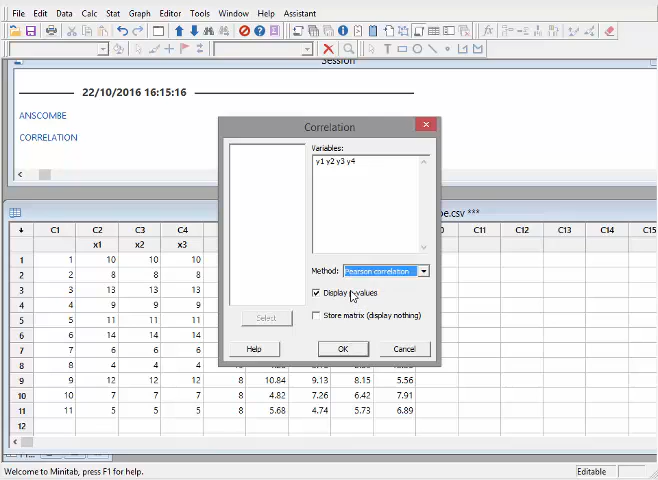 File Edit Data Calc Stat Graph Editor Tools Window Help Assistant
Session
22/10/2016 16:15:16
ANSCOMBE
CORRELATION
Correlation
Variables:
y1 y2 y3 y4
Method: Pearson correlation
Display p-values
Store matrix (display nothing)
Select
Help OK Cancel
be.csv ***
C1 C2 C3 C4 C11 C12 C13 C14 C15
x1 x2 x3
1 1 10 10 10
2 2 8 8 8
3 3 13 13 13
4 4 9 9 9
5 5 11 11 11
6 6 14 14 14
7 7 6 6 6
8 8 4 4 4
9 9 12 12 12 8 10.84 9.13 8.15 5.56
10 10 7 7 7 8 4.82 7.26 6.42 7.91
11 11 5 5 5 8 5.68 4.74 5.73 6.89
12
Welcome to Minitab, press F1 for help. Editable